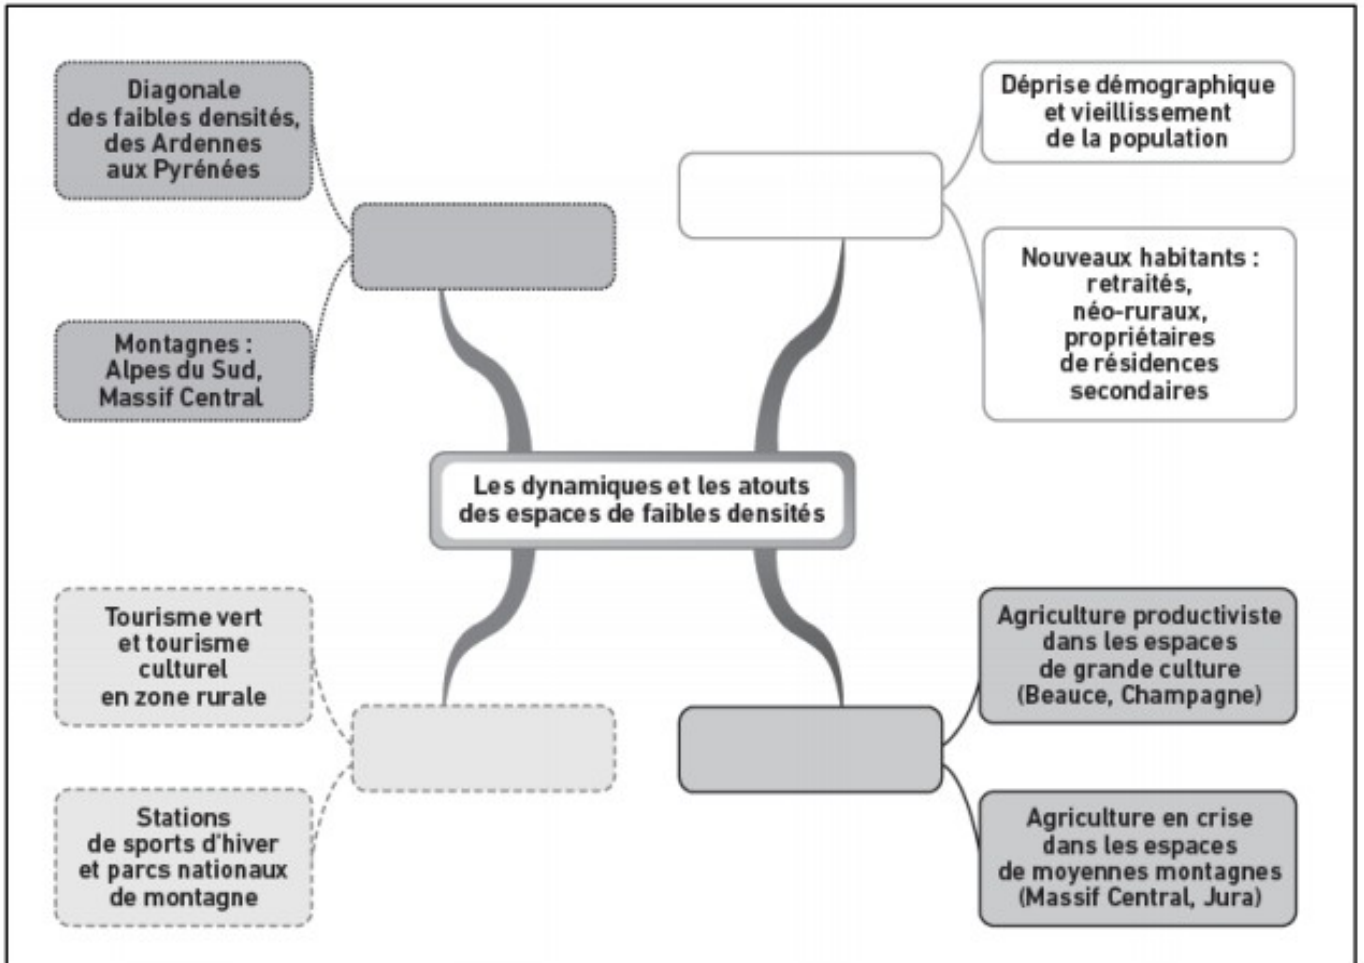 Diagonale
des faibles densités,
des Ardennes
aux Pyrénées
Montagnes :
Alpes du Sud,
Massif Central
Déprise démographique
et vieillissement
de la population
Nouveaux habitants :
retraités,
néo-ruraux,
propriétaires
de résidences
secondaires
Les dynamiques et les atouts
des espaces de faibles densités
Tourisme vert
et tourisme
culturel
en zone rurale
Stations
de sports d'hiver
et parcs nationaux
de montagne
Agriculture productiviste
dans les espaces
de grande culture
(Beauce, Champagne)
Agriculture en crise
dans les espaces
de moyennes montagnes
(Massif Central, Jura)